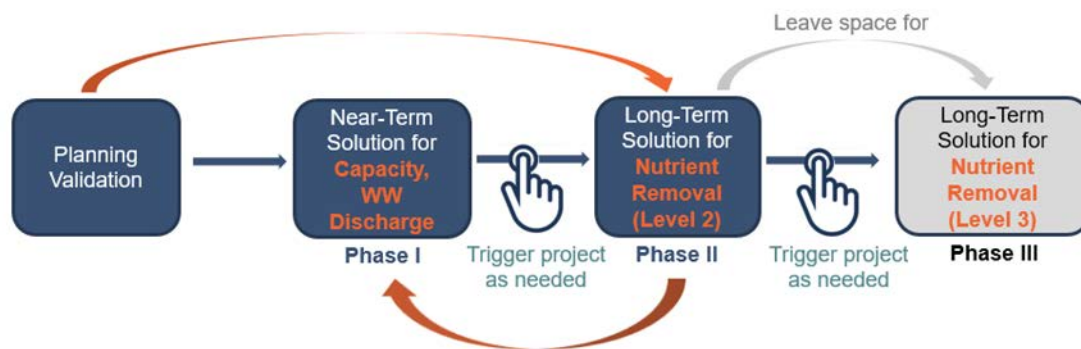 Leave space for
Planning
Validation
Near-Term
Solution for
Capacity,
WW
Discharge
Phase I
Trigger project
as needed
Long-Term
Solution for
Nutrient
Removal
(Level 2)
Phase II
Trigger project
as needed
Long-Term
Solution for
Nutrient
Removal
(Level 3)
Phase III